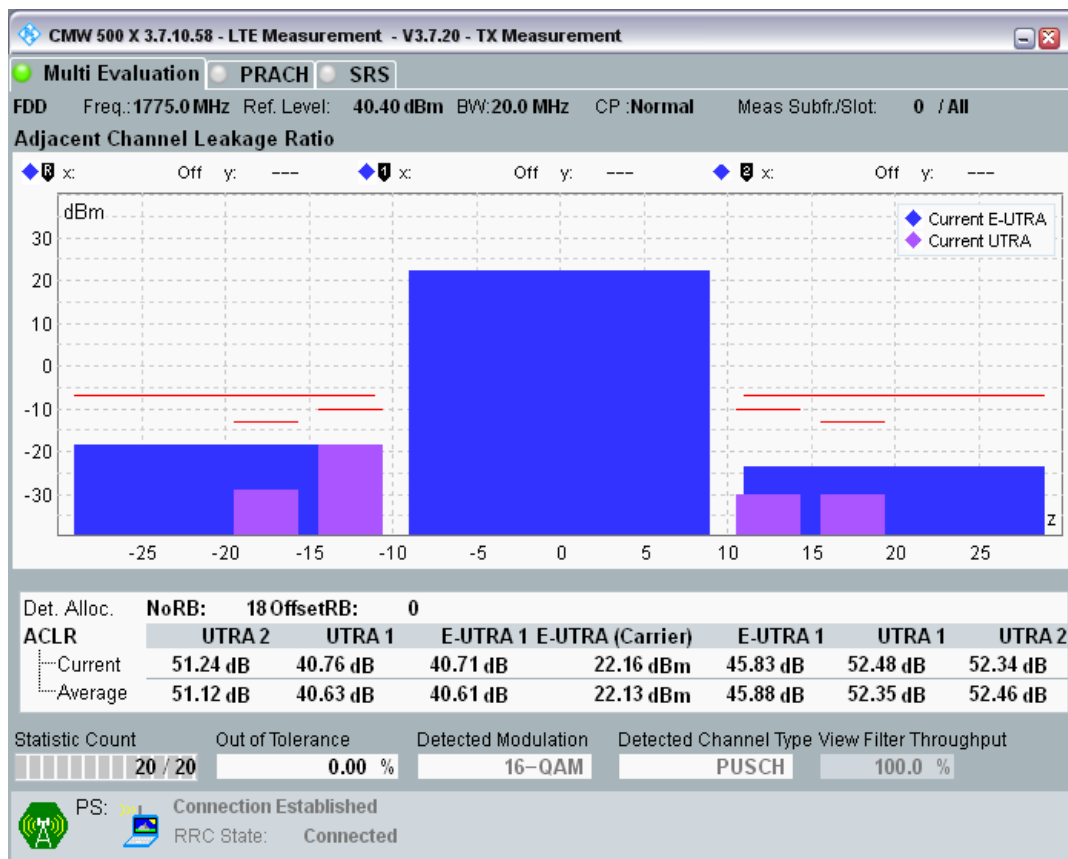 CMW 500 X 3.7.10.58 - LTE Measurement - V3.7.20 - TX Measurement
Multi Evaluation PRACH SRS
FDD Freq.:1775.0 MHz Ref. Level: 40.40 dBm BW:20.0 MHz CP :Normal Meas Subfr./Slot: 0 / All
Adjacent Channel Leakage Ratio
R x: Off y: --- 1 x: Off y: --- 2 x: Off y: ---
dBm
Current E-UTRA
Current UTRA
30
20
10
0
-10
-20
-30
z
-25 -20 -15 -10 -5 0 5 10 15 20 25
Det. Alloc. NoRB: 18 OffsetRB: 0
ACLR UTRA 2 UTRA 1 E-UTRA 1 E-UTRA (Carrier) E-UTRA 1 UTRA 1 UTRA 2
Current 51.24 dB 40.76 dB 40.71 dB 22.16 dBm 45.83 dB 52.48 dB 52.34 dB
Average 51.12 dB 40.63 dB 40.61 dB 22.13 dBm 45.88 dB 52.35 dB 52.46 dB
Statistic Count Out of Tolerance Detected Modulation Detected Channel Type View Filter Throughput
20 / 20 0.00 % 16-QAM PUSCH 100.0 %
PS: Connection Established
RRC State: Connected